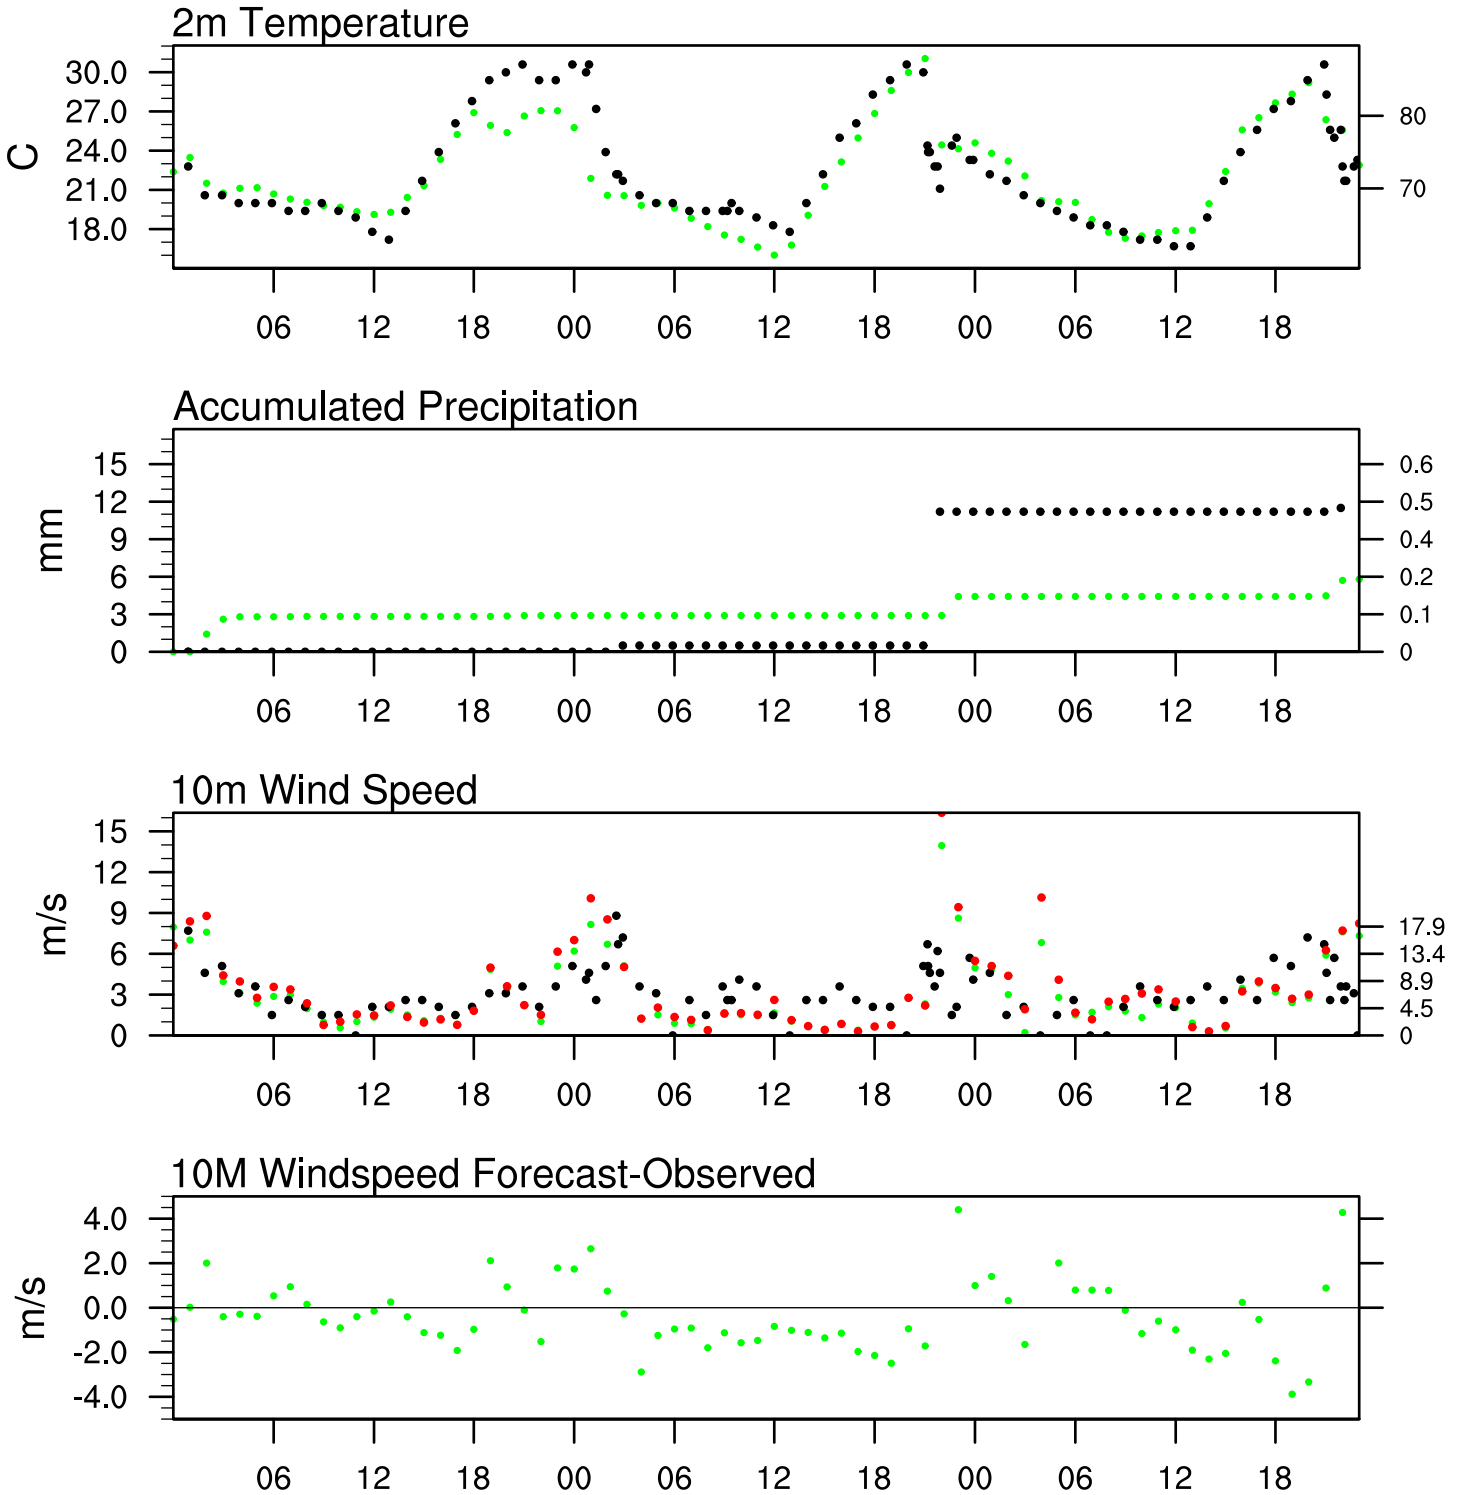 2m Temperature
30.0
27.0
24.0
21.0
18.0
C
80
70
06 12 18 00 06 12 18 00 06 12 18
Accumulated Precipitation
15
12
9
6
3
0
mm
0.6
0.5
0.4
0.2
0.1
0
06 12 18 00 06 12 18 00 06 12 18
10m Wind Speed
15
12
9
6
3
0
m/s
17.9
13.4
8.9
4.5
0
06 12 18 00 06 12 18 00 06 12 18
10M Windspeed Forecast-Observed
4.0
2.0
0.0
-2.0
-4.0
m/s
06 12 18 00 06 12 18 00 06 12 18